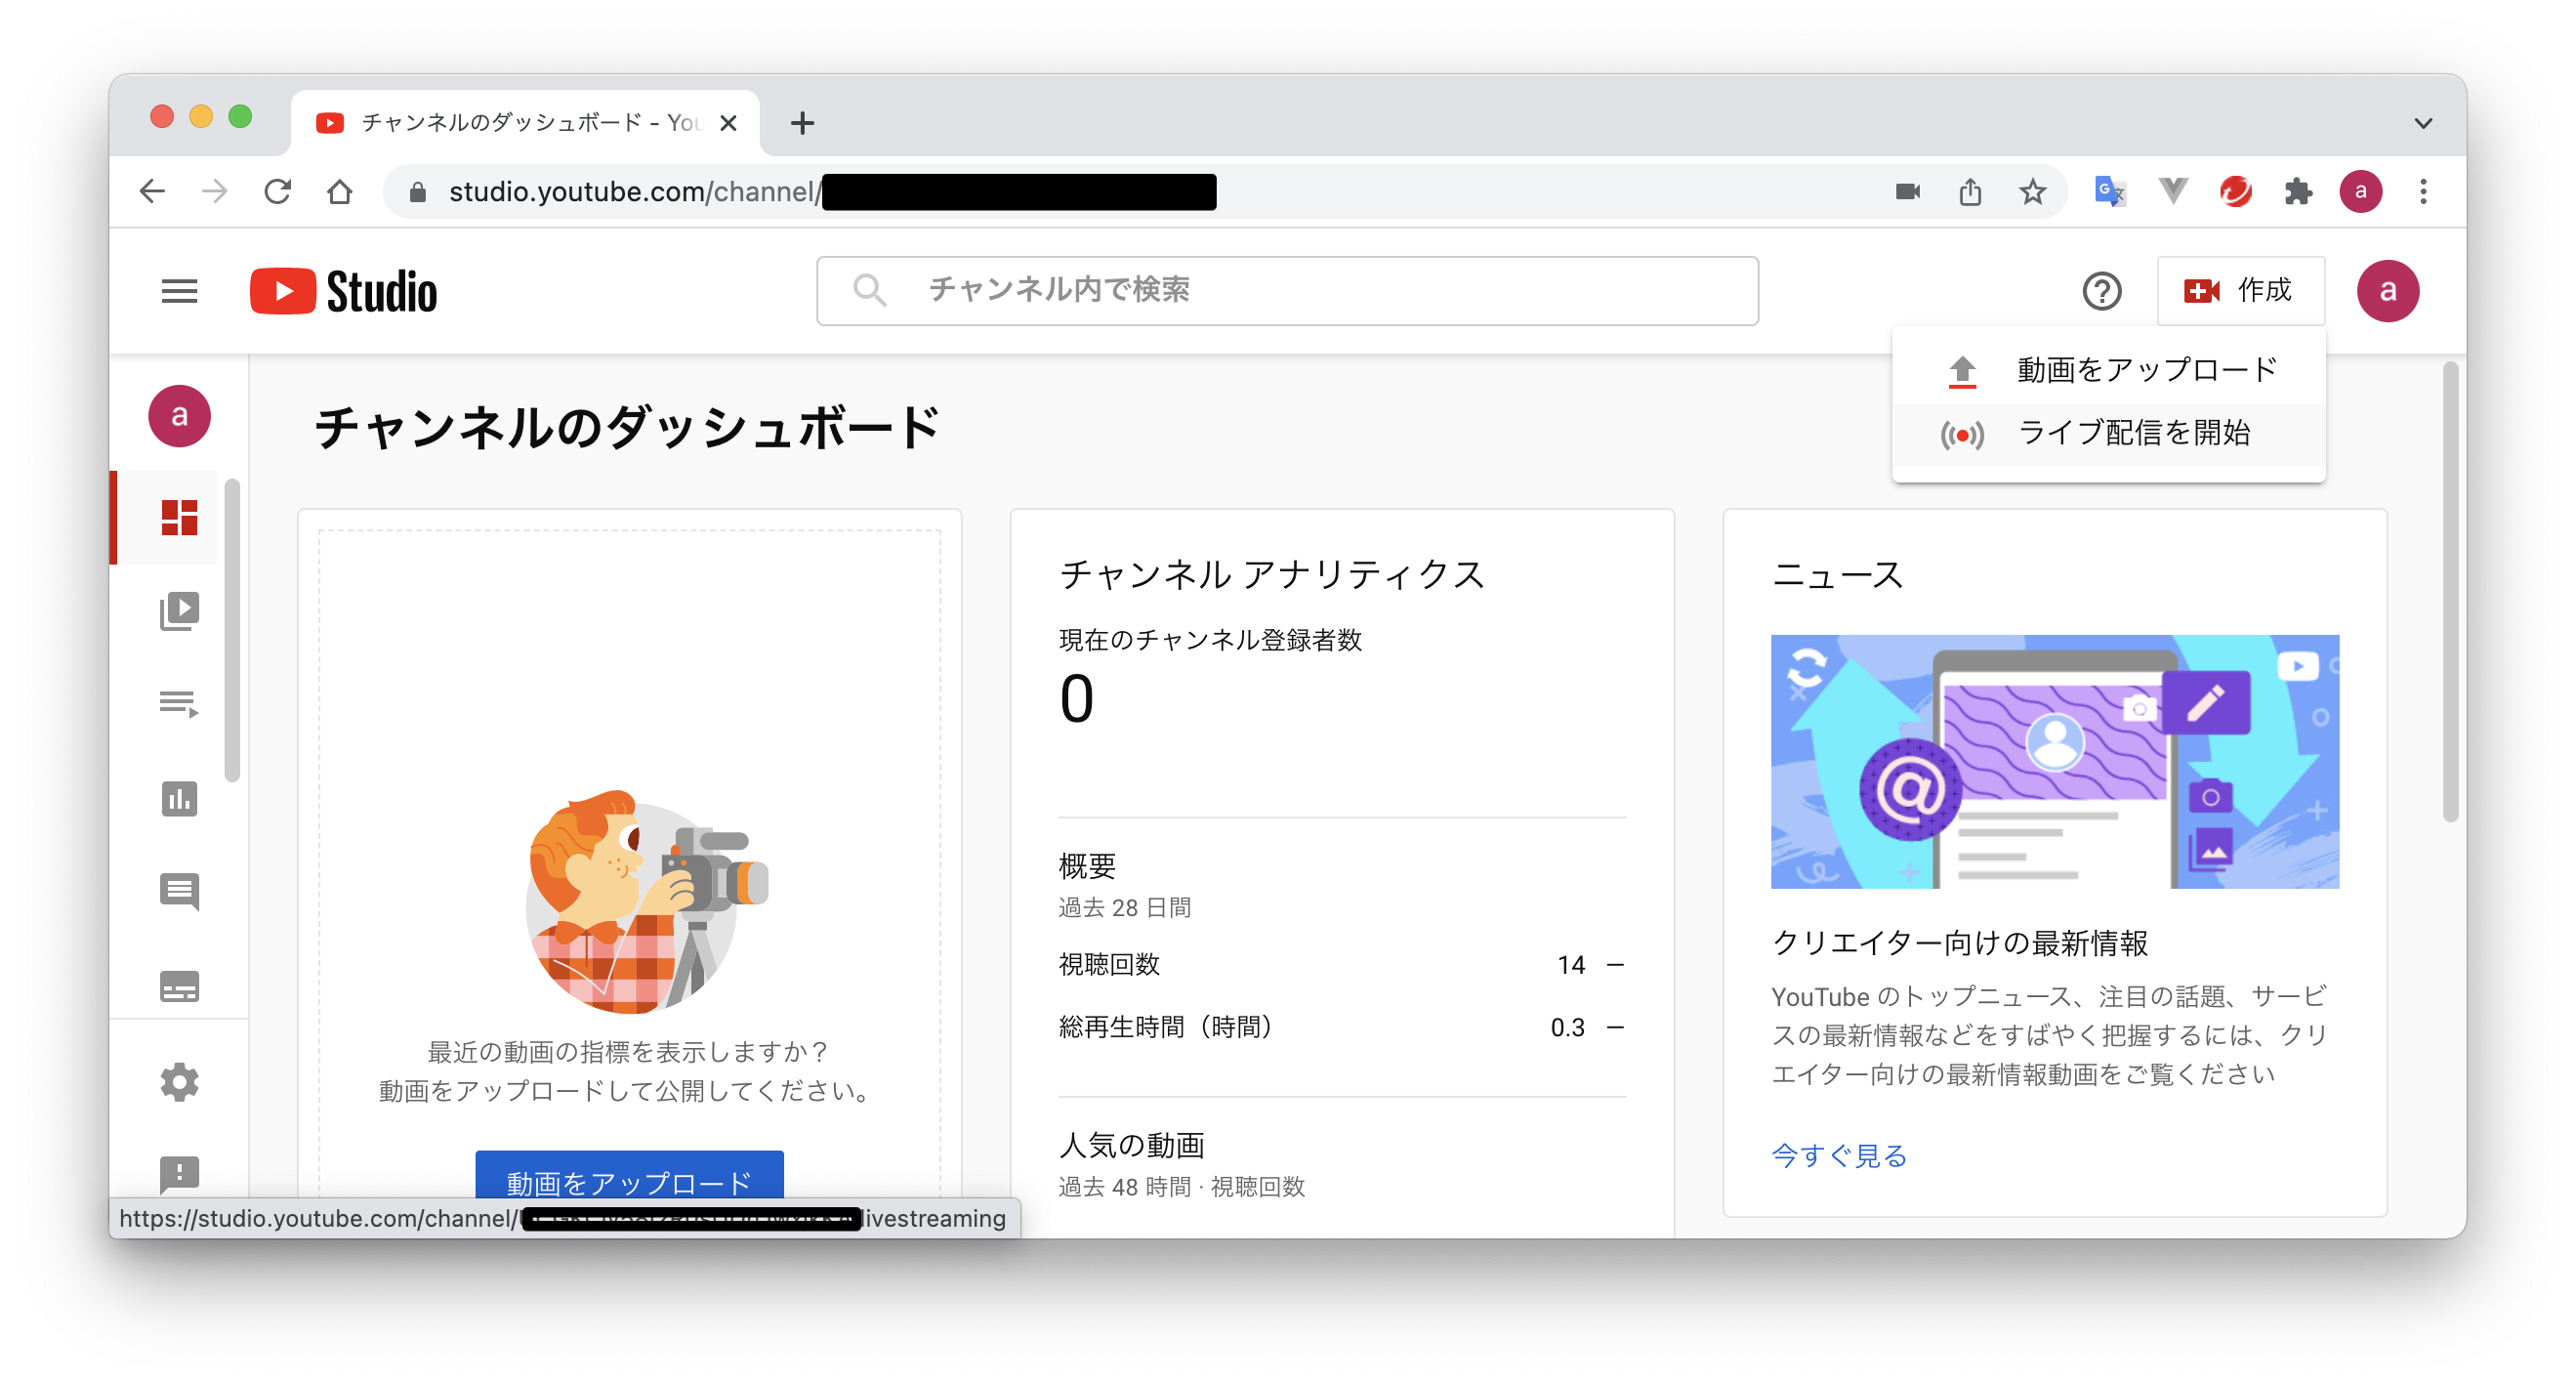 チャンネルのダッシュボード - You
studio.youtube.com/channel/
a
Studio
チャンネル内で検索
作成
a
動画をアップロード
ライブ配信を開始
a
チャンネルのダッシュボード
最近の動画の指標を表示しますか？
動画をアップロードして公開してください。
動画をアップロード
チャンネル アナリティクス
現在のチャンネル登録者数
0
概要
過去 28 日間
視聴回数 14 —
総再生時間（時間） 0.3 —
人気の動画
過去 48 時間 · 視聴回数
ニュース
クリエイター向けの最新情報
YouTube のトップニュース、注目の話題、サービ
スの最新情報などをすばやく把握するには、クリ
エイター向けの最新情報動画をご覧ください
今すぐ見る
https://studio.youtube.com/channel/ livestreaming